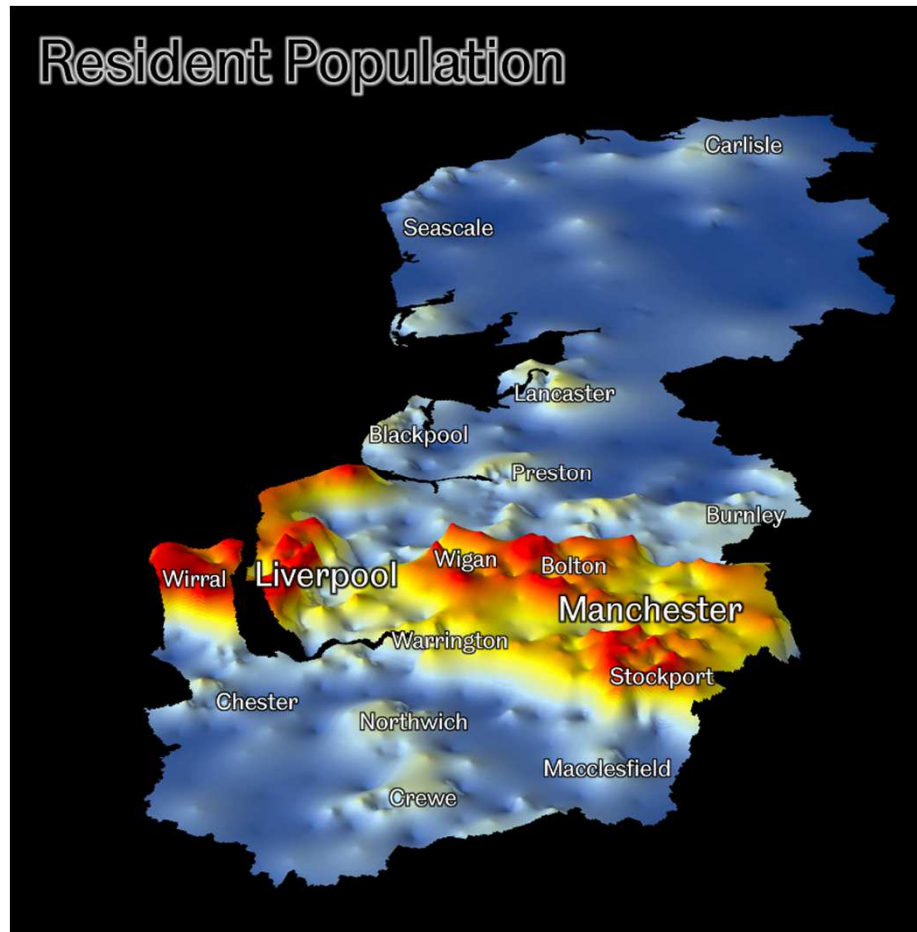 Resident Population
Carlisle
Seascale
Lancaster
Blackpool
Preston
Burnley
Wigan
Bolton
Wirral
Liverpool
Manchester
Warrington
Stockport
Chester
Northwich
Macclesfield
Crewe